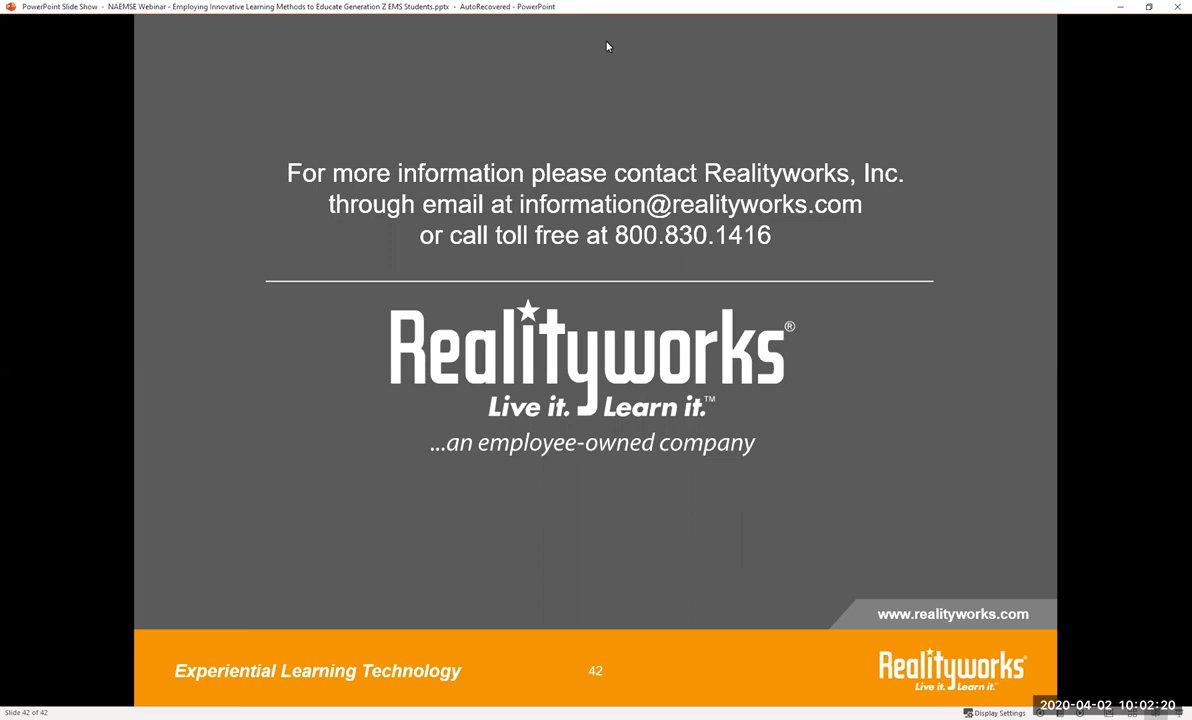 PowerPoint Slide Show - NAEMSE Webinar - Employing Innovative Learning Methods to Educate Generation Z EMS Students.pptx - AutoRecovered - PowerPoint
For more information please contact Realityworks, Inc.
through email at information@realityworks.com
or call toll free at 800.830.1416
Realityworks®
Live it. Learn it.™
...an employee-owned company
www.realityworks.com
Experiential Learning Technology
42
Realityworks®
Live it. Learn it.™
Slide 42 of 42
Display Settings
2020-04-02 10:02:20